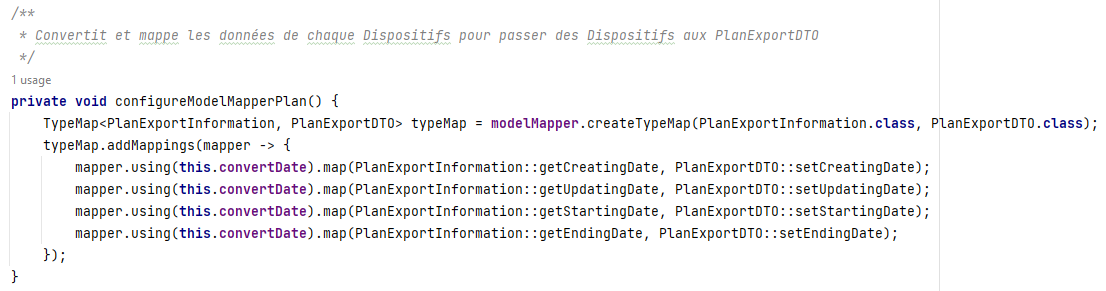 /**
 * Convertit et mappe les données de chaque Dispositifs pour passer des Dispositifs aux PlanExportDTO
 */
1 usage
private void configureModelMapperPlan() {
    TypeMap<PlanExportInformation, PlanExportDTO> typeMap = modelMapper.createTypeMap(PlanExportInformation.class, PlanExportDTO.class);
    typeMap.addMappings(mapper -> {
        mapper.using(this.convertDate).map(PlanExportInformation::getCreatingDate, PlanExportDTO::setCreatingDate);
        mapper.using(this.convertDate).map(PlanExportInformation::getUpdatingDate, PlanExportDTO::setUpdatingDate);
        mapper.using(this.convertDate).map(PlanExportInformation::getStartingDate, PlanExportDTO::setStartingDate);
        mapper.using(this.convertDate).map(PlanExportInformation::getEndingDate, PlanExportDTO::setEndingDate);
    });
}